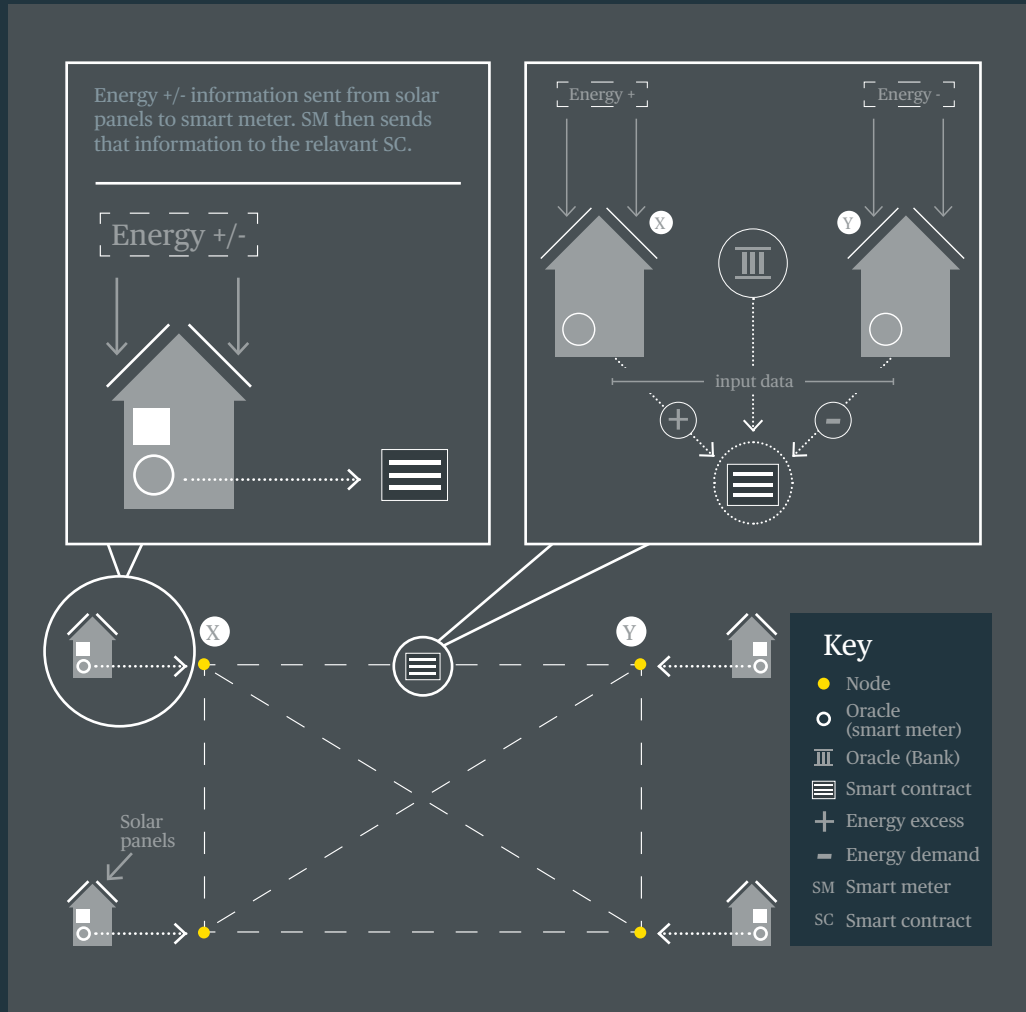 Energy +/- information sent from solar
panels to smart meter. SM then sends
that information to the relavant SC.
Energy +/-
Energy +
Energy -
X
Y
input data
+
-
X
Y
Solar
panels
Key
Node
Oracle
(smart meter)
Oracle (Bank)
Smart contract
Energy excess
Energy demand
SM Smart meter
SC Smart contract